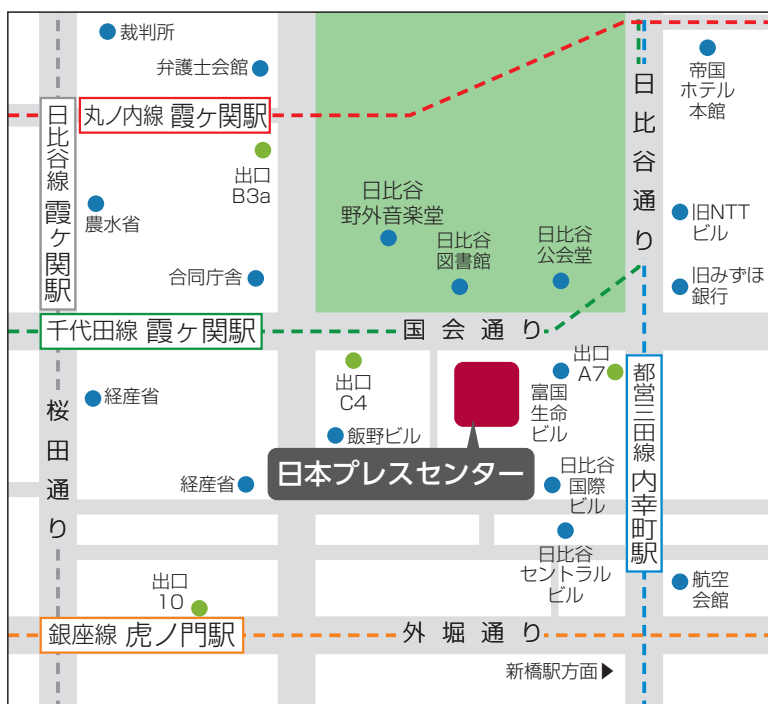 裁判所
弁護士会館
丸ノ内線 霞ヶ関駅
日比谷線 霞ヶ関駅
出口
B3a
農水省
合同庁舎
日比谷
野外音楽堂
日比谷
図書館
日比谷
公会堂
日比谷通り
帝国
ホテル
本館
旧NTT
ビル
旧みずほ
銀行
千代田線 霞ヶ関駅
国会通り
桜田通り
経産省
出口
C4
飯野ビル
富国
生命
ビル
出口
A7
都営三田線 内幸町駅
日本プレスセンター
経産省
日比谷
国際
ビル
日比谷
セントラル
ビル
航空
会館
出口
10
銀座線 虎ノ門駅
外堀通り
新橋駅方面▶